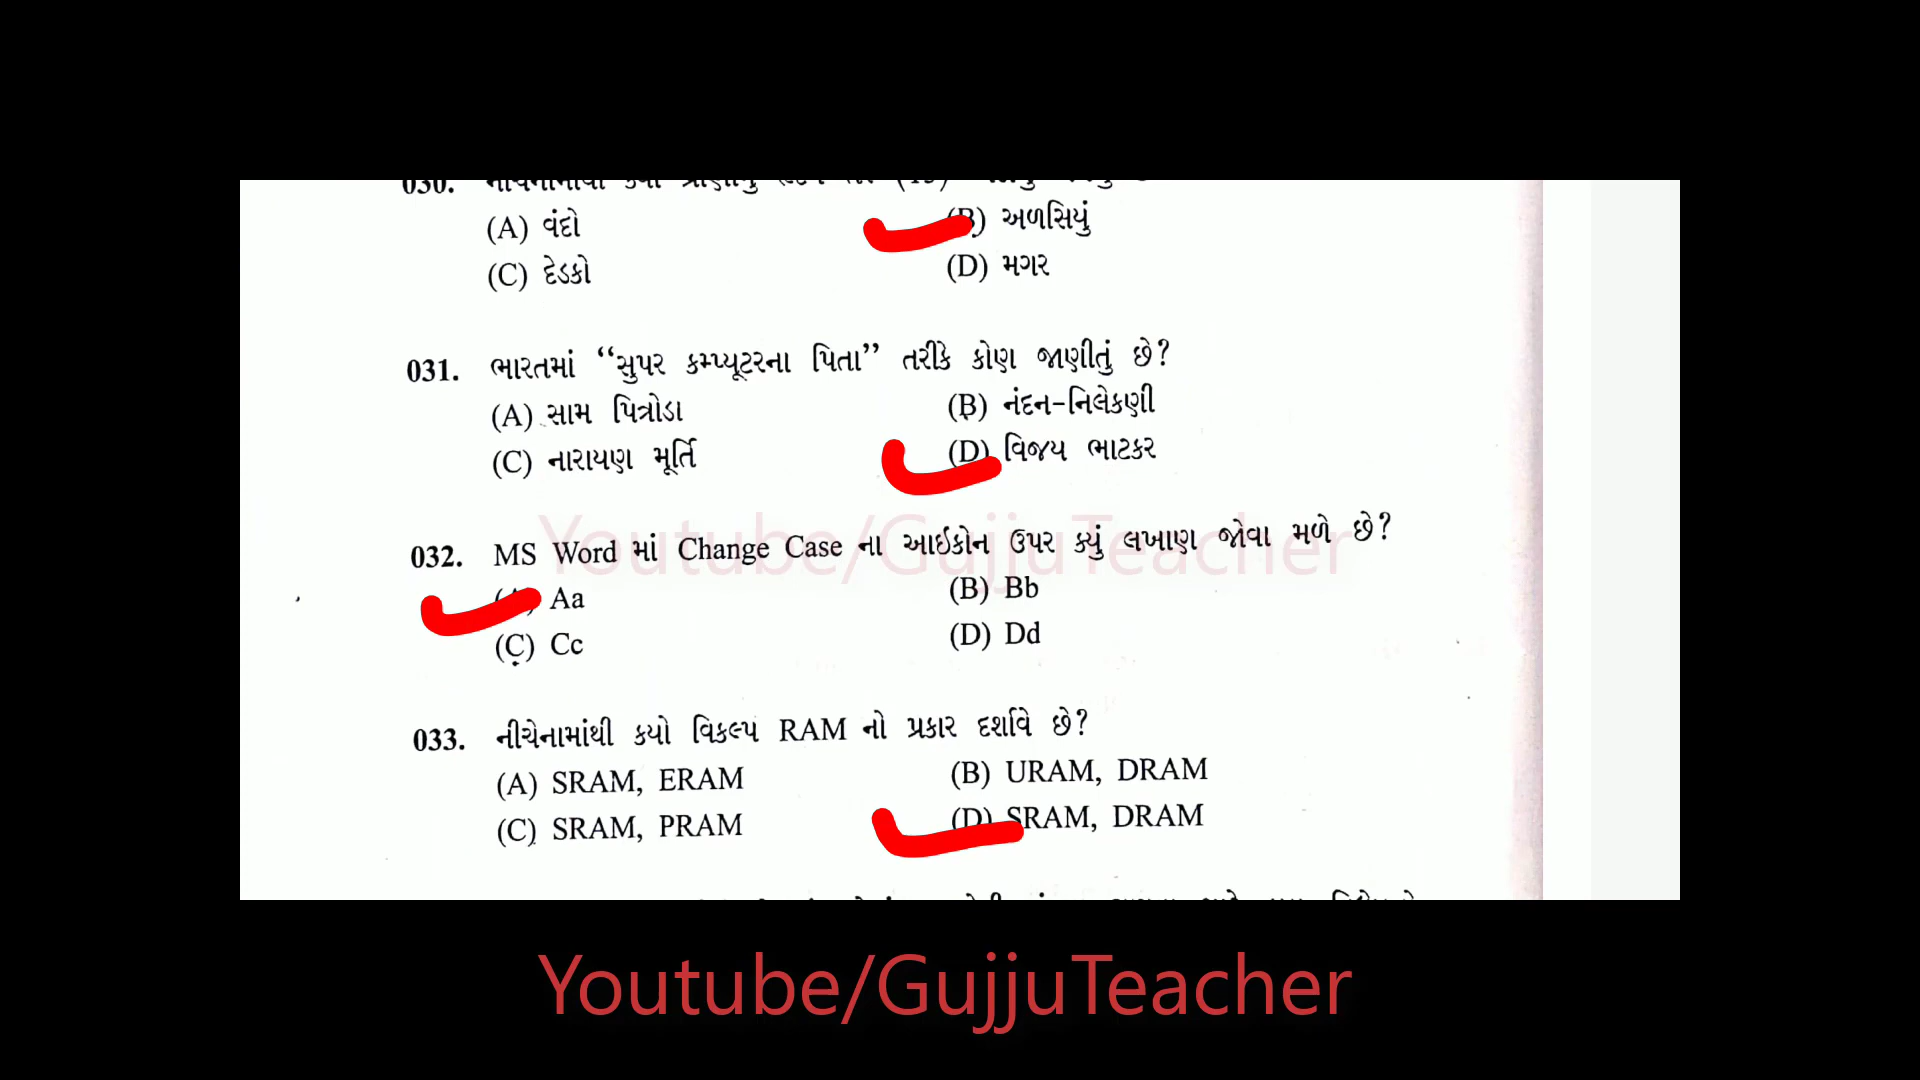 030.
(A) વંદો (B) અળસિયું
(C) દેડકો (D) મગર
031. ભારતમાં “સુપર કમ્પ્યૂટરના પિતા” તરીકે કોણ જાણીતું છે?
(A) સામ પિત્રોડા (B) નંદન-નિલેકણી
(C) નારાયણ મૂર્તિ (D) વિજય ભાટકર
032. MS Word માં Change Case ના આઈકોન ઉપર ક્યું લખાણ જોવા મળે છે?
(A) Aa (B) Bb
(C) Cc (D) Dd
Youtube/GujjuTeacher
033. નીચેનામાંથી કયો વિકલ્પ RAM નો પ્રકાર દર્શાવે છે?
(A) SRAM, ERAM (B) URAM, DRAM
(C) SRAM, PRAM (D) SRAM, DRAM
Youtube/GujjuTeacher